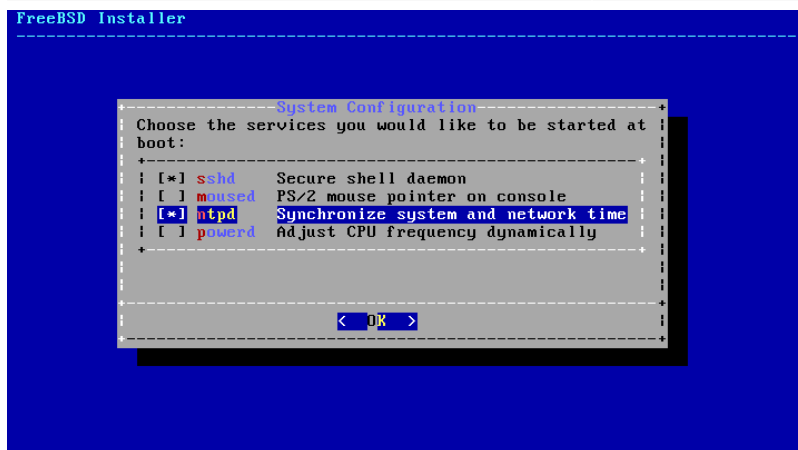 FreeBSD Installer
System Configuration
Choose the services you would like to be started at
boot:
[*] sshd Secure shell daemon
[ ] moused PS/2 mouse pointer on console
[*] ntpd Synchronize system and network time
[ ] powerd Adjust CPU frequency dynamically
< OK >